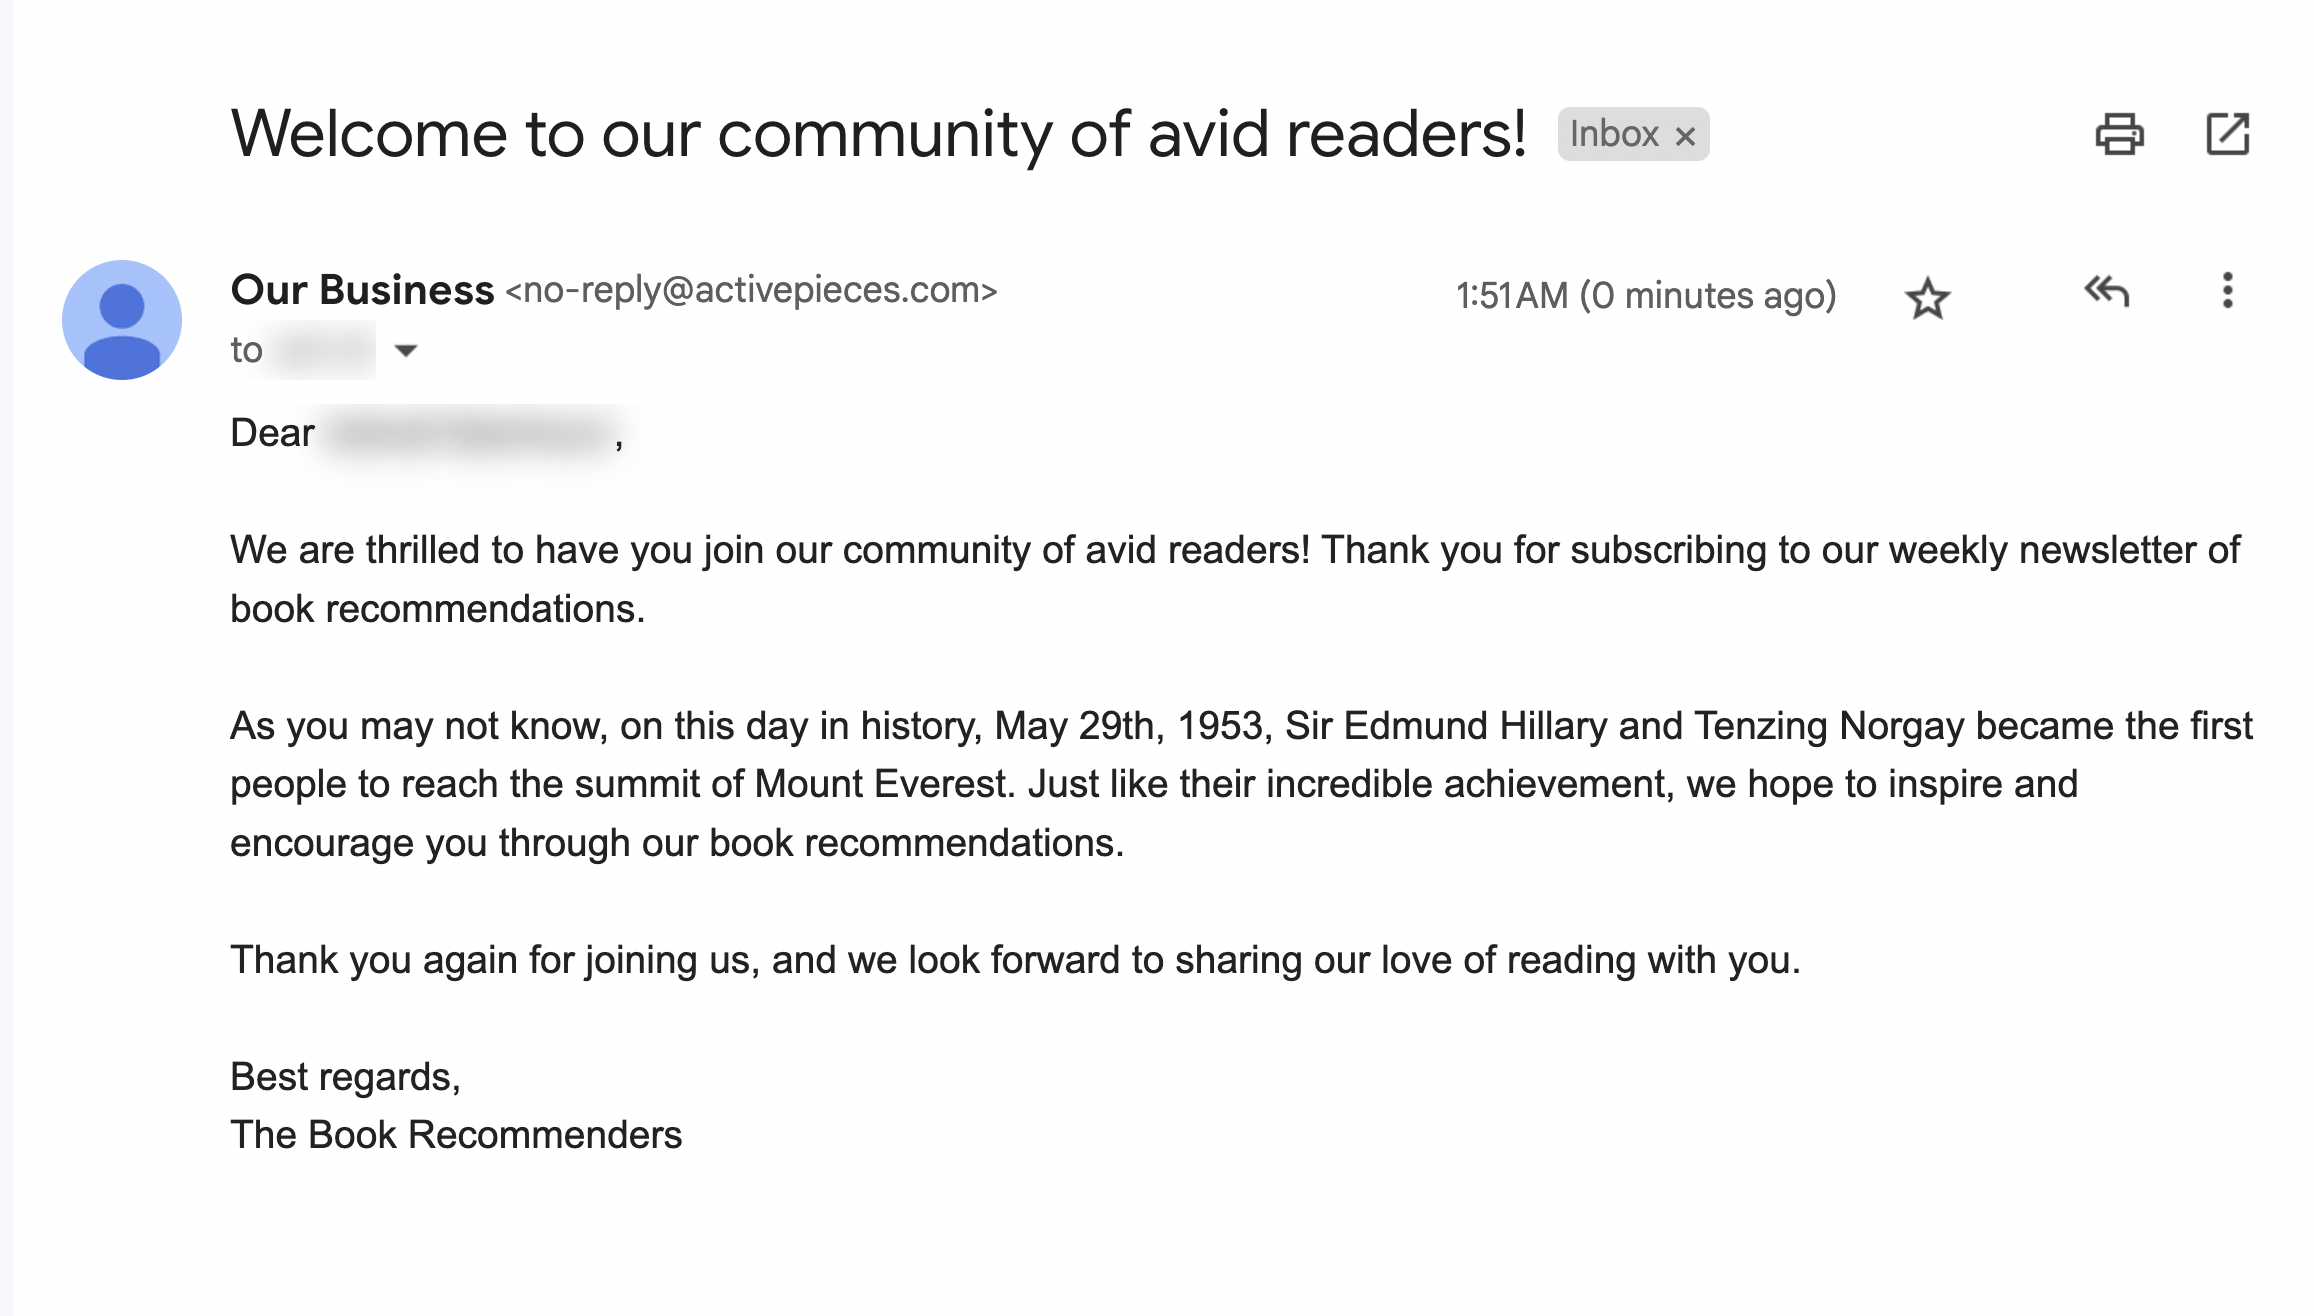 Welcome to our community of avid readers! Inbox ×
Our Business <no-reply@activepieces.com> 1:51 AM (0 minutes ago)
to
Dear ,
We are thrilled to have you join our community of avid readers! Thank you for subscribing to our weekly newsletter of
book recommendations.
As you may not know, on this day in history, May 29th, 1953, Sir Edmund Hillary and Tenzing Norgay became the first
people to reach the summit of Mount Everest. Just like their incredible achievement, we hope to inspire and
encourage you through our book recommendations.
Thank you again for joining us, and we look forward to sharing our love of reading with you.
Best regards,
The Book Recommenders